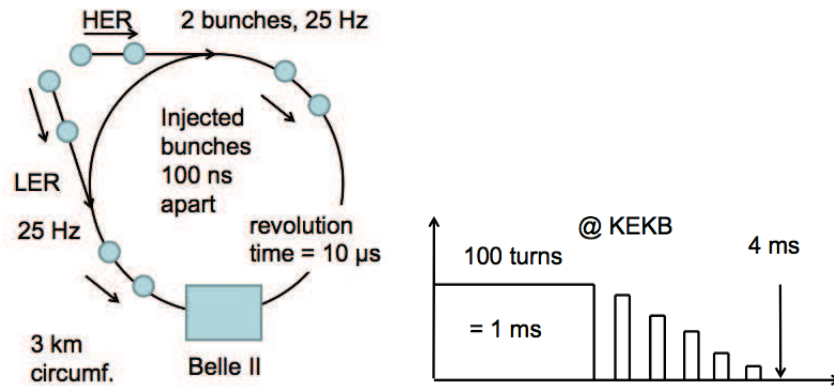 HER
2 bunches, 25 Hz
Injected
bunches
100 ns
apart
LER
25 Hz
revolution
time = 10 µs
3 km
circumf.
Belle II
@ KEKB
100 turns
4 ms
= 1 ms